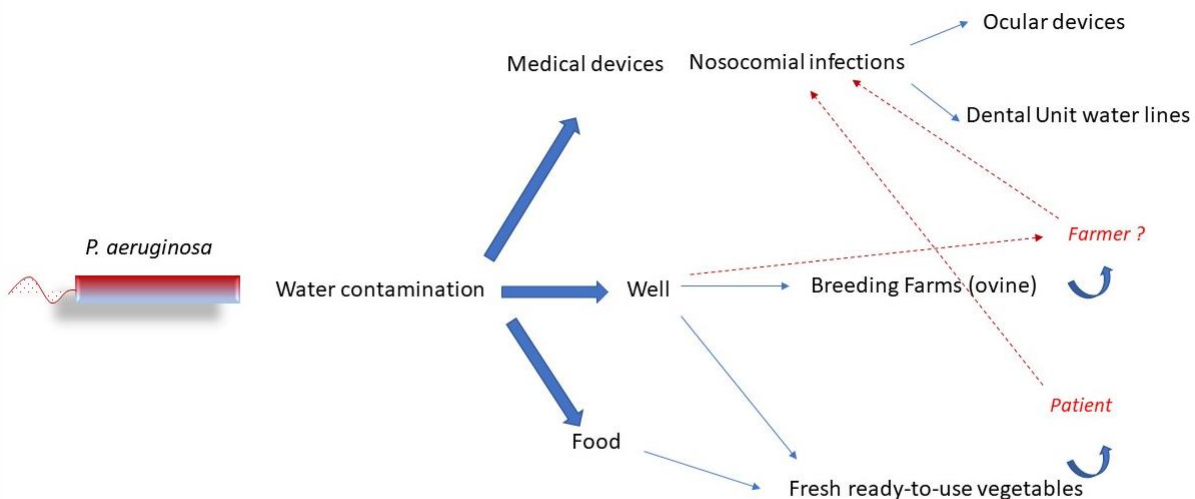 Ocular devices
Medical devices
Nosocomial infections
Dental Unit water lines
P. aeruginosa
Farmer ?
Water contamination
Well
Breeding Farms (ovine)
Patient
Food
Fresh ready-to-use vegetables